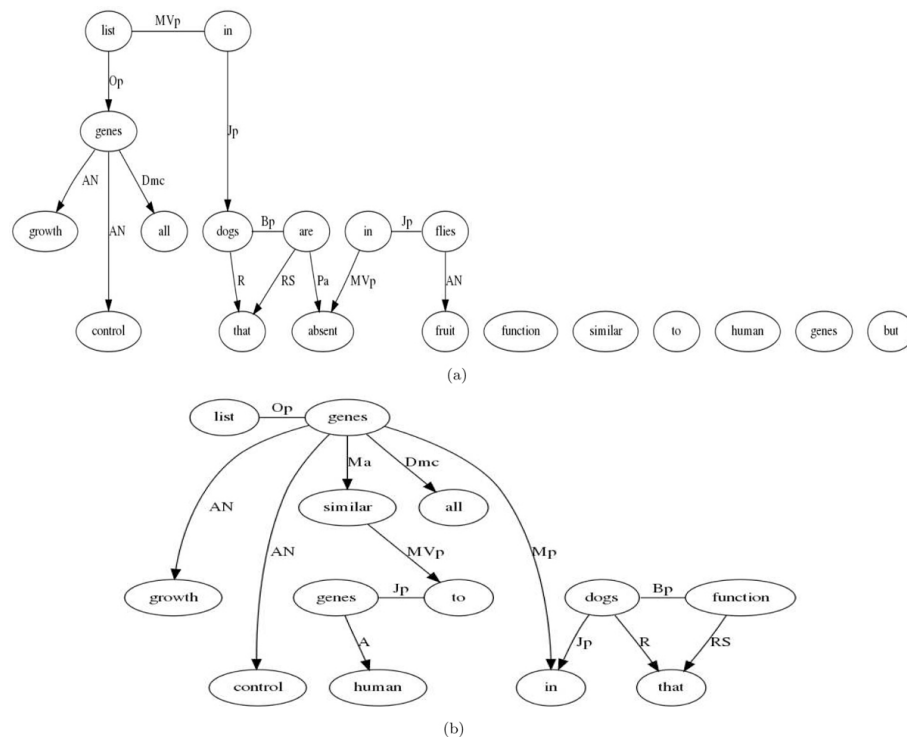 list MVp in
Op
genes Jp
AN AN Dmc
growth all dogs Bp are in Jp flies
R RS Pa MVp AN
control that absent fruit function similar to human genes but
(a)
list Op genes
Ma Dmc
AN AN similar all
MVp Mp
growth genes Jp to dogs Bp function
A Jp R RS
control human in that
(b)